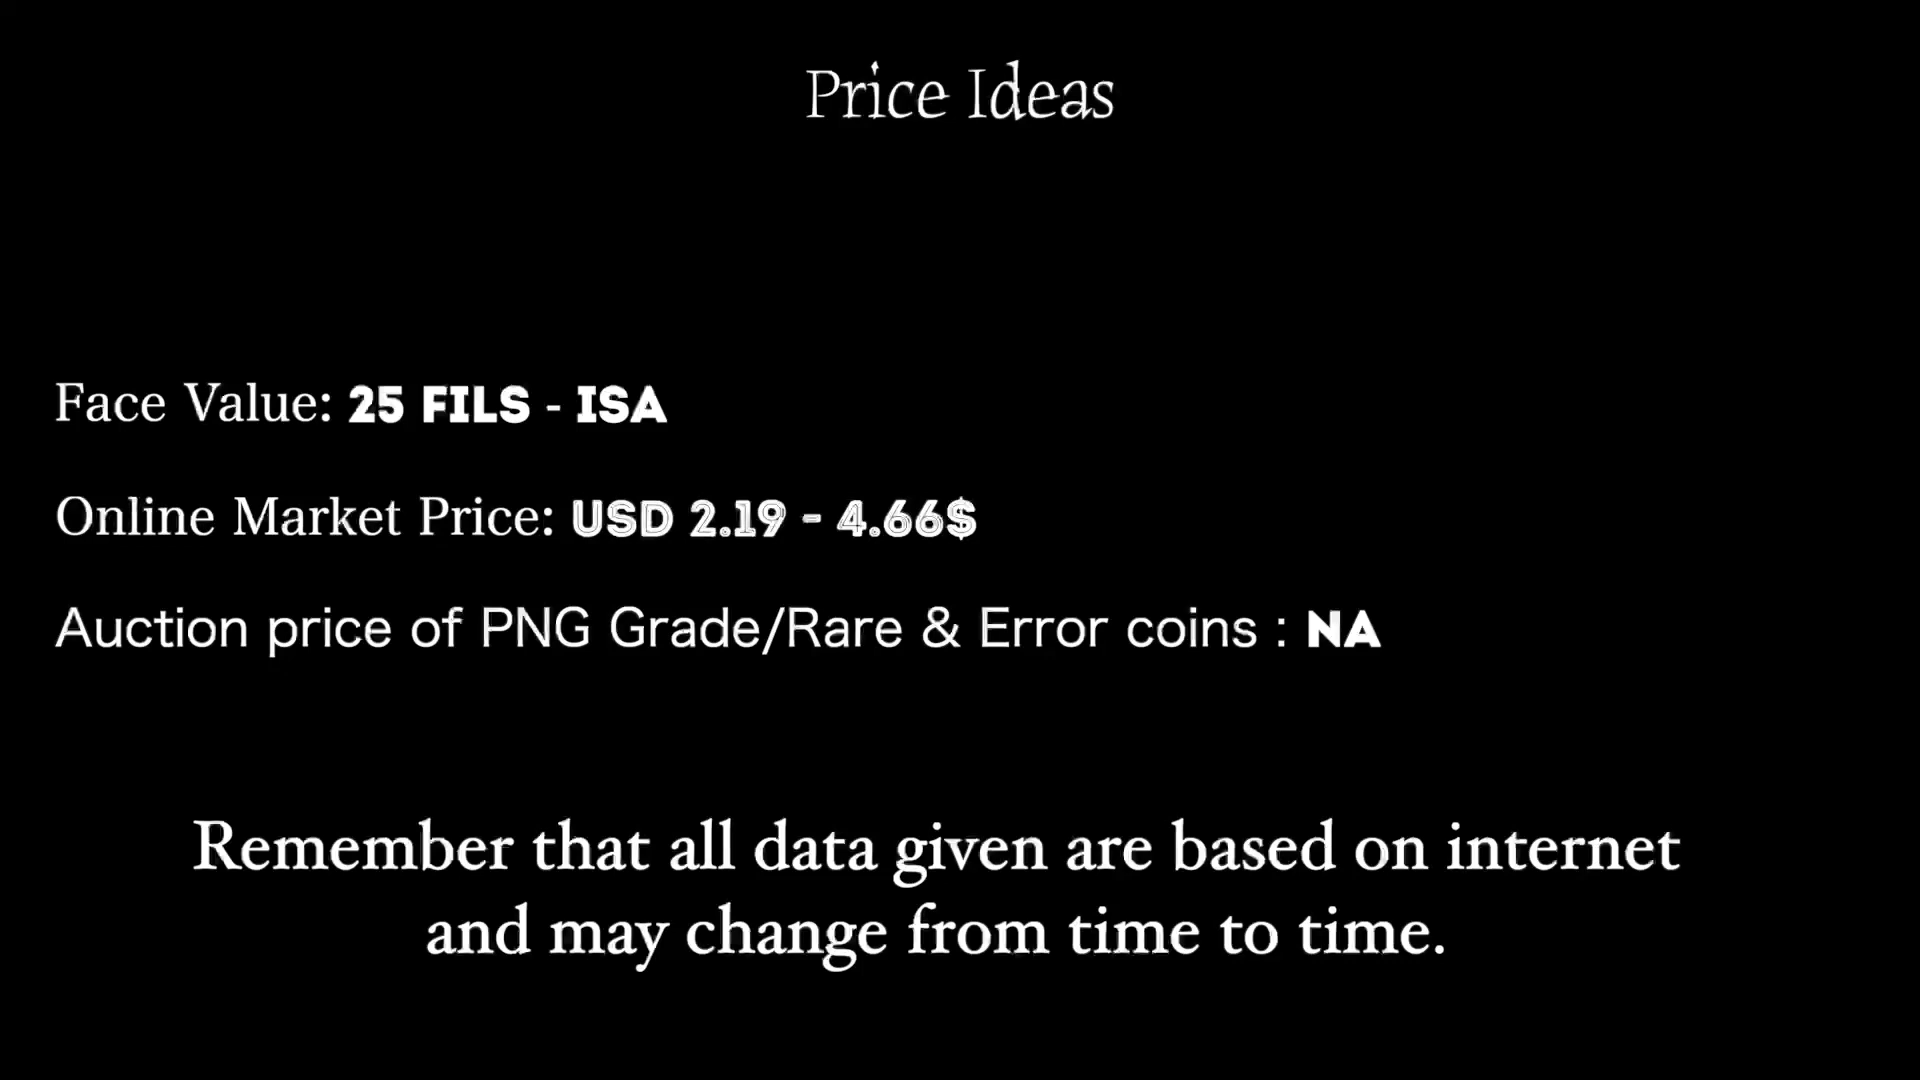 Price Ideas
Face Value: 25 FILS - ISA
Online Market Price: USD 2.19 - 4.66$
Auction price of PNG Grade/Rare & Error coins : NA
Remember that all data given are based on internet
and may change from time to time.